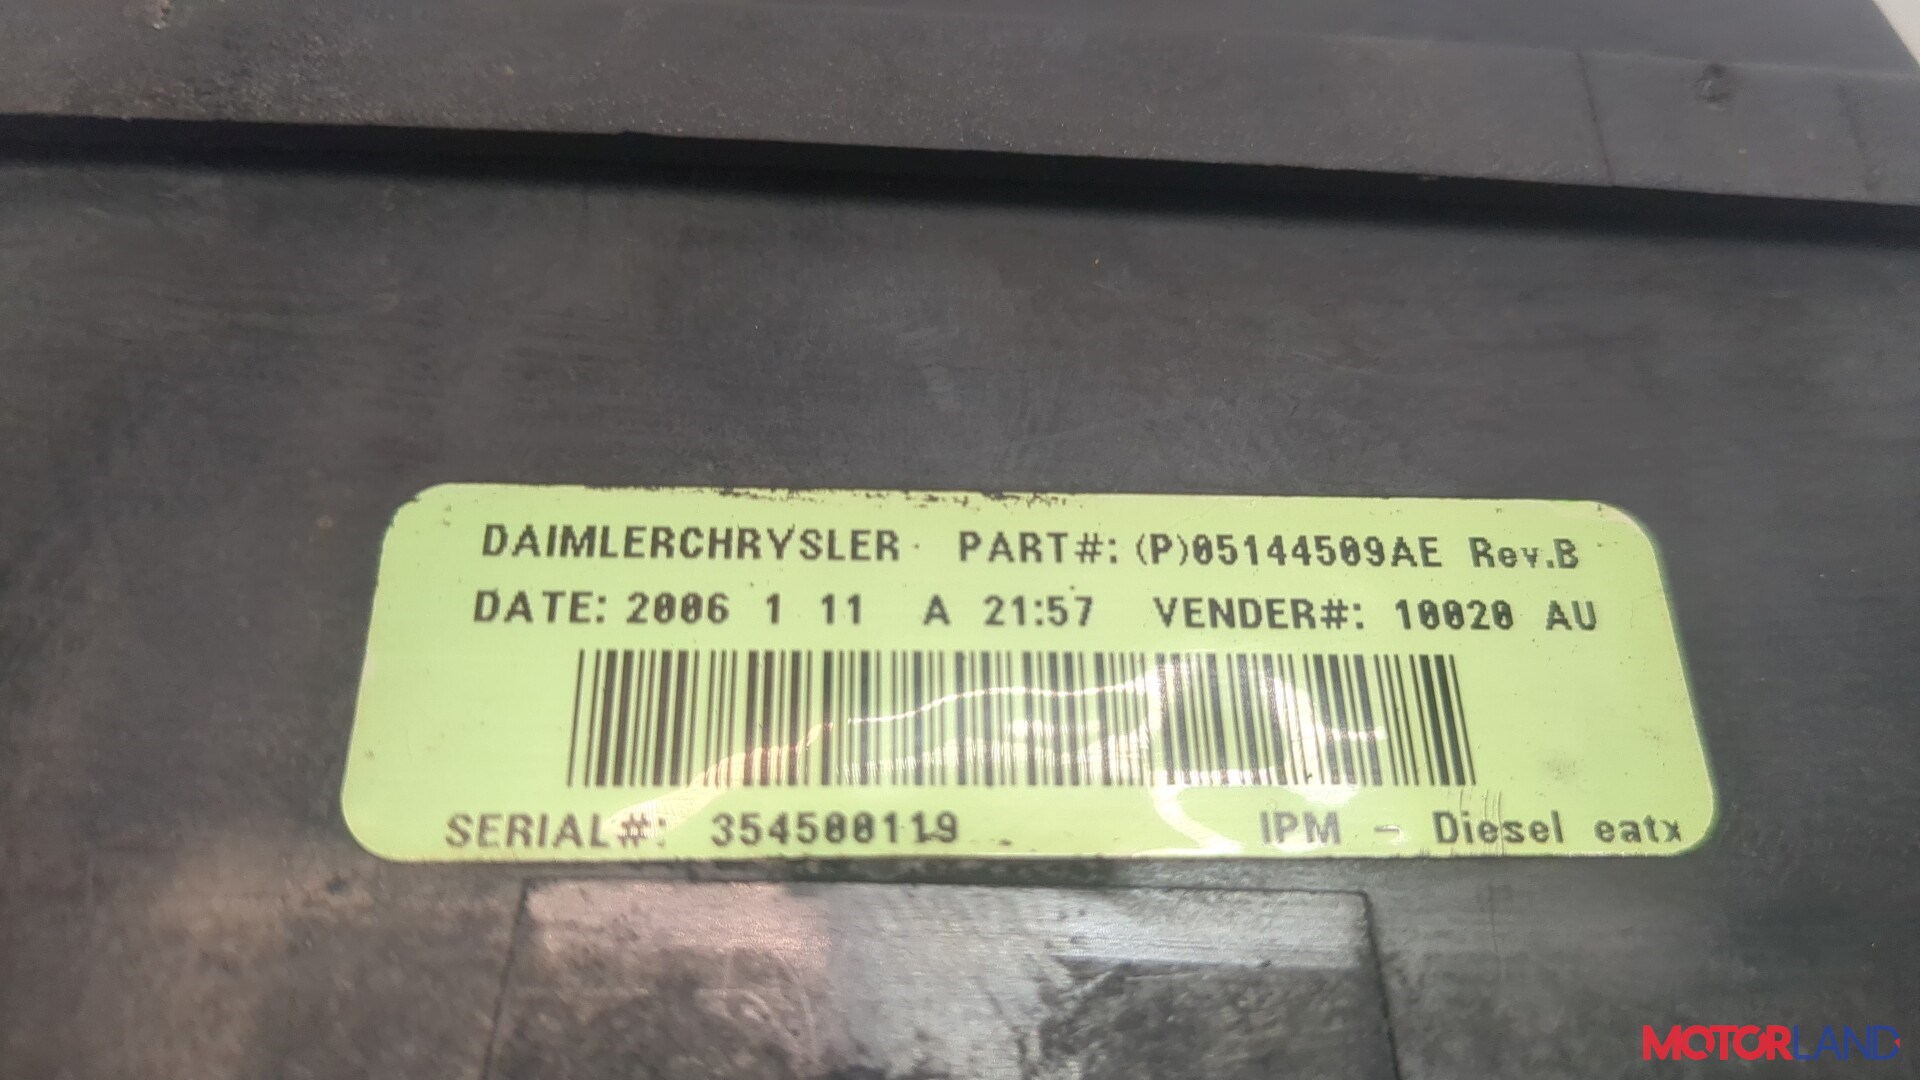 DAIMLERCHRYSLER PART#: (P)05144509AE Rev.B
DATE: 2006 1 11 A 21:57 VENDER#: 10020 AU
SERIAL#: 354500119 IPM - Diesel eatx
MOTORLAND